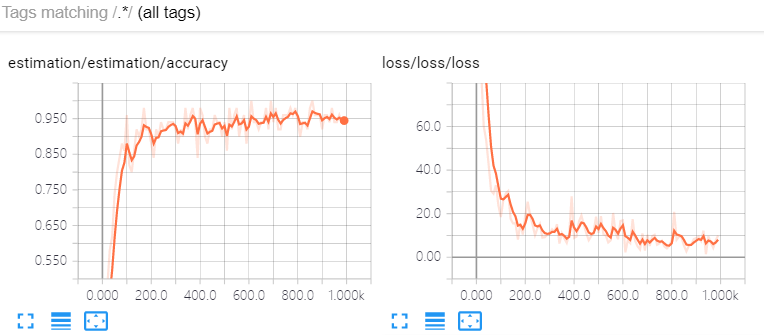 Tags matching /.*/ (all tags)
estimation/estimation/accuracy
0.950
0.850
0.750
0.650
0.550
0.000 200.0 400.0 600.0 800.0 1.000k
loss/loss/loss
60.0
40.0
20.0
0.00
0.000 200.0 400.0 600.0 800.0 1.000k